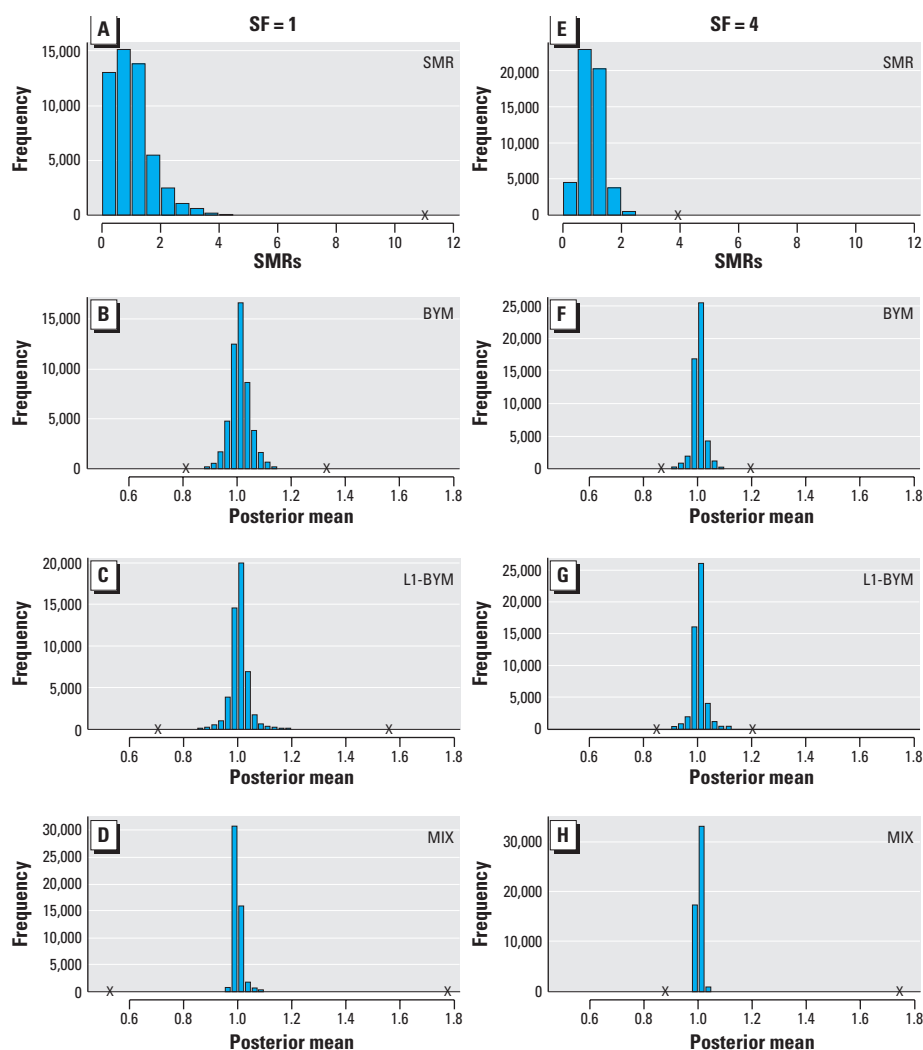 SF = 1
A
SMR
Frequency
15,000
10,000
5,000
0
0 2 4 6 8 10 12
X
SMRs
SF = 4
E
SMR
Frequency
20,000
15,000
10,000
5,000
0
0 2 4 6 8 10 12
X
SMRs
B
BYM
Frequency
15,000
10,000
5,000
0
X X
0.6 0.8 1.0 1.2 1.4 1.6 1.8
Posterior mean
F
BYM
Frequency
25,000
20,000
15,000
10,000
5,000
0
X X
0.6 0.8 1.0 1.2 1.4 1.6 1.8
Posterior mean
C
L1-BYM
Frequency
20,000
15,000
10,000
5,000
0
X X
0.6 0.8 1.0 1.2 1.4 1.6 1.8
Posterior mean
G
L1-BYM
Frequency
25,000
20,000
15,000
10,000
5,000
0
X X
0.6 0.8 1.0 1.2 1.4 1.6 1.8
Posterior mean
D
MIX
Frequency
30,000
25,000
20,000
15,000
10,000
5,000
0
X X
0.6 0.8 1.0 1.2 1.4 1.6 1.8
Posterior mean
H
MIX
Frequency
30,000
20,000
10,000
0
X X
0.6 0.8 1.0 1.2 1.4 1.6 1.8
Posterior mean